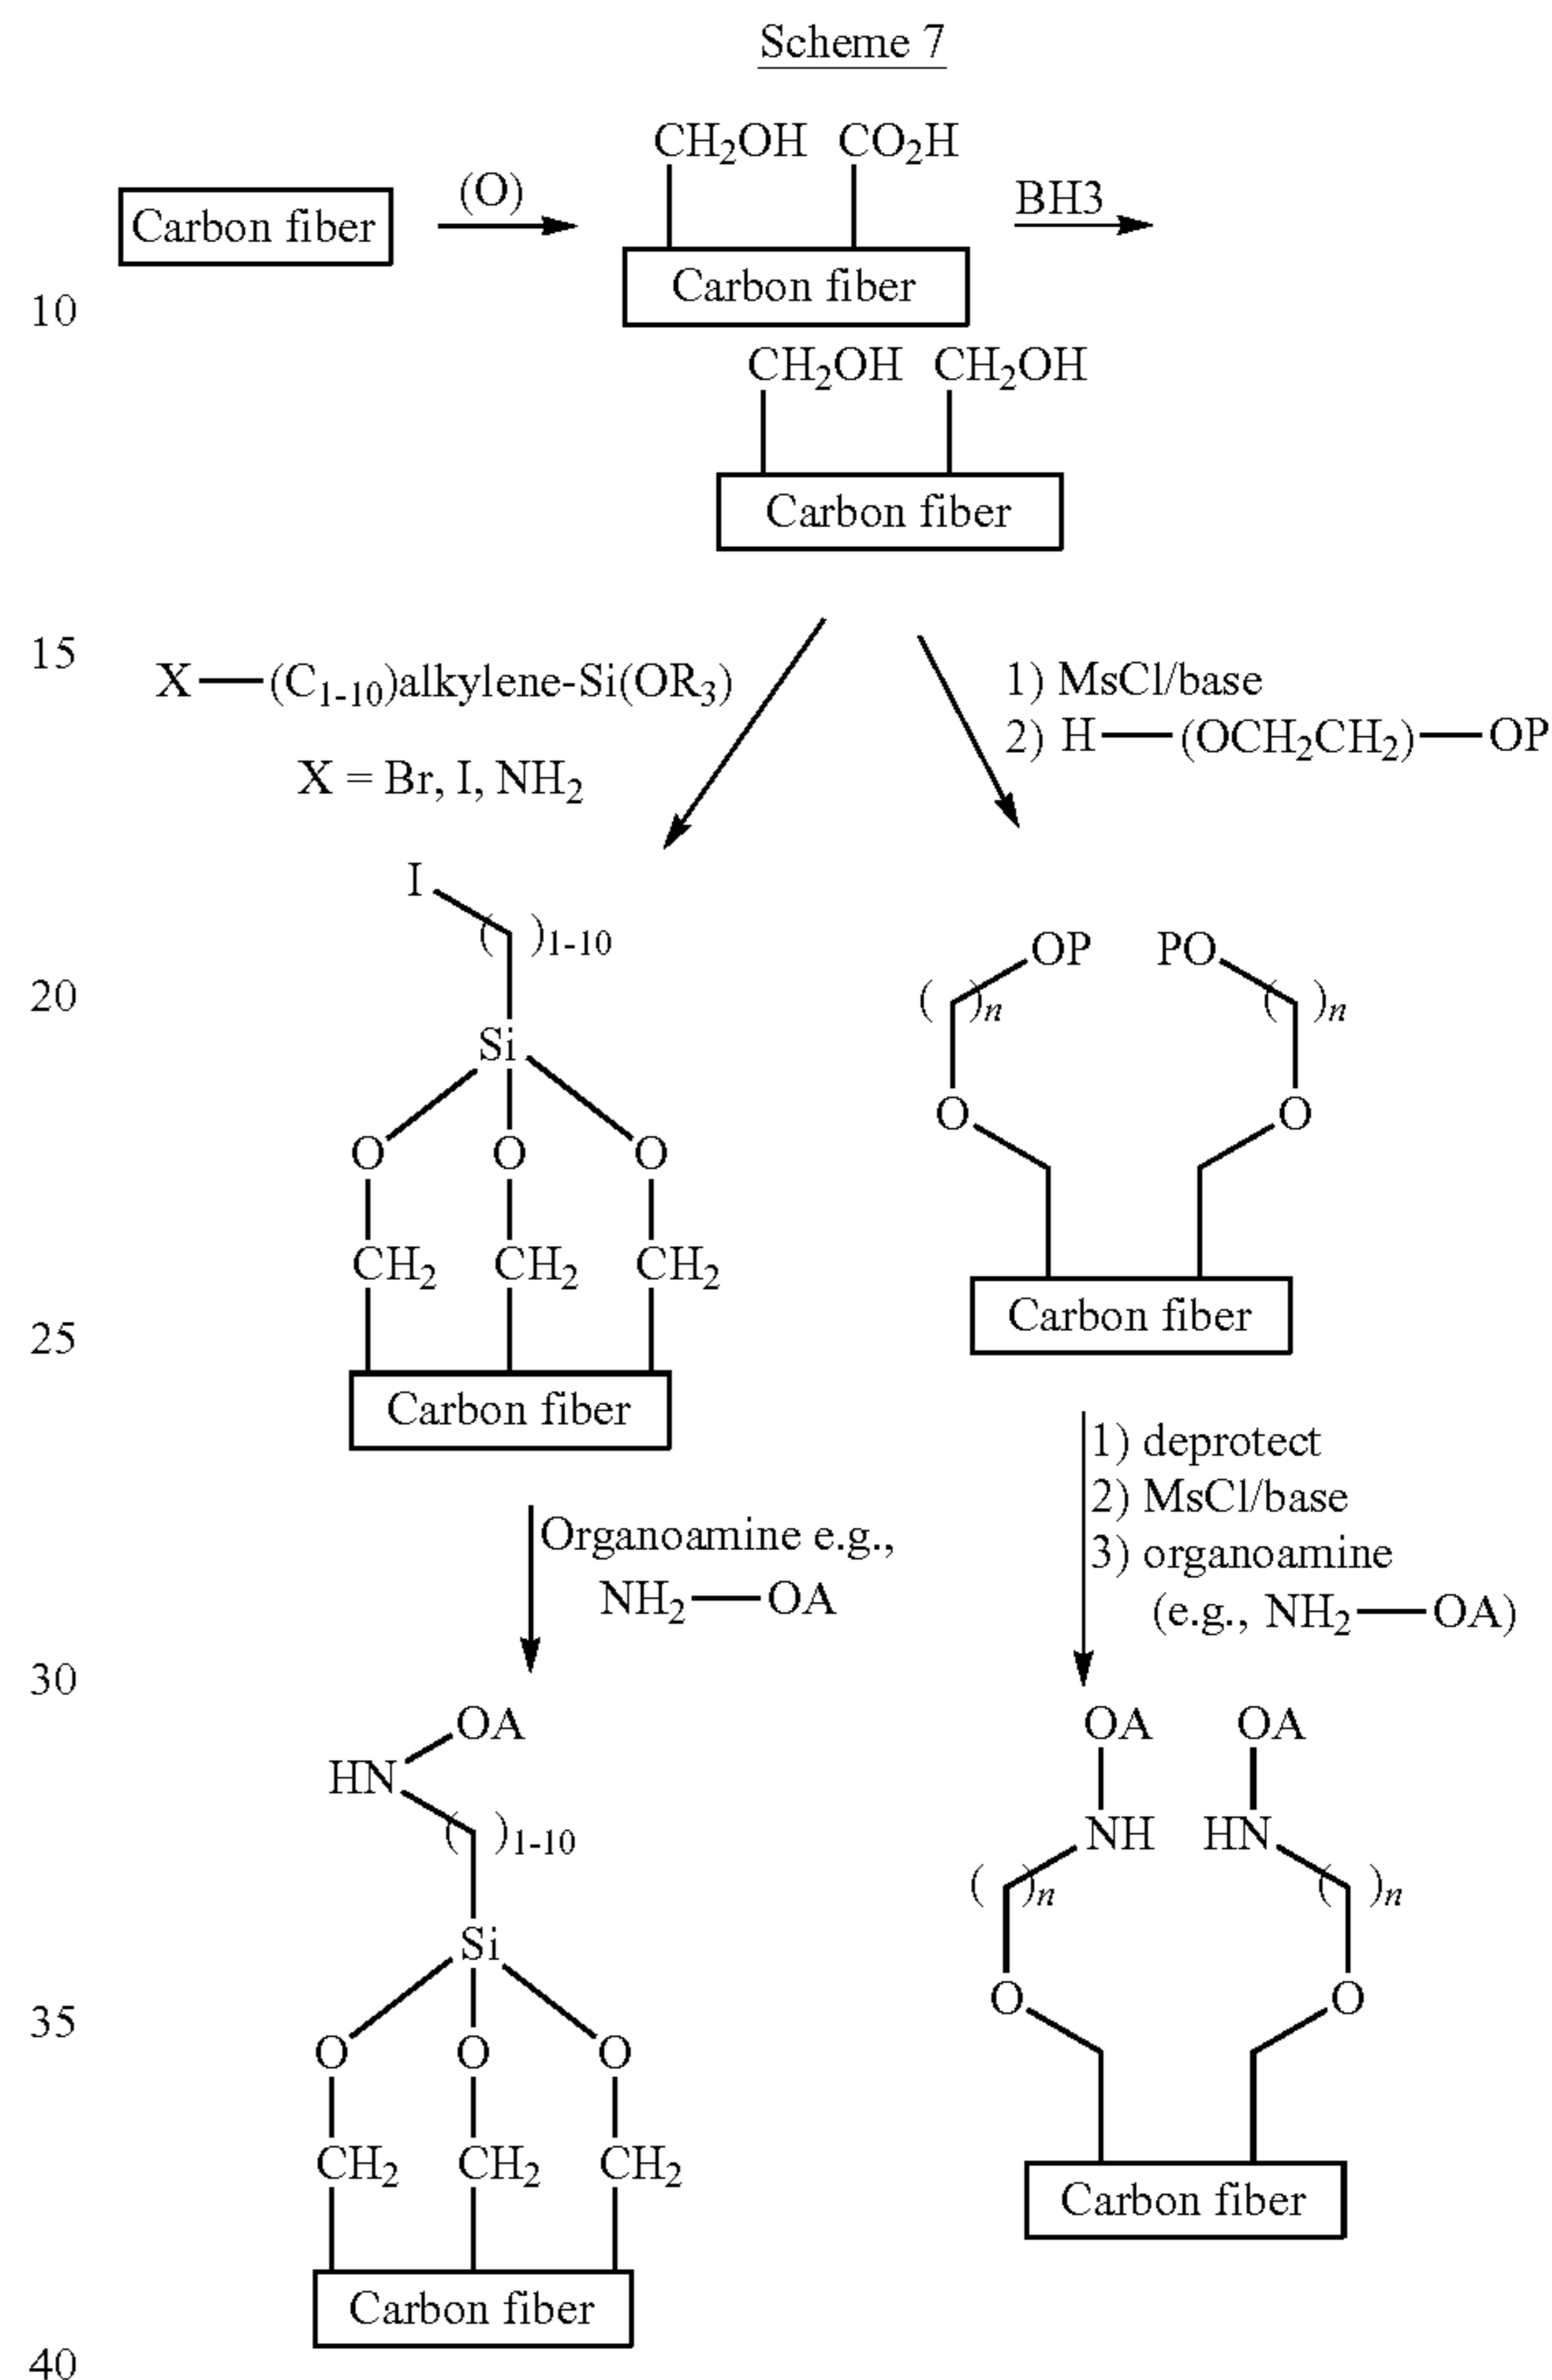 Scheme 7
CH₂OH CO₂H
Carbon fiber (O) BH3
Carbon fiber
10
CH₂OH CH₂OH
Carbon fiber
15
X—(C₁₋₁₀)alkylene-Si(OR₃)
X = Br, I, NH₂
1) MsCl/base
2) H—(OCH₂CH₂)—OP
I
( )₁₋₁₀
OP PO
20
( )n ( )n
Si
O O
O O O
CH₂ CH₂ CH₂
Carbon fiber
25
Carbon fiber
Organoamine e.g.,
NH₂—OA
1) deprotect
2) MsCl/base
3) organoamine
(e.g., NH₂—OA)
30
OA
HN
( )₁₋₁₀
OA OA
NH HN
( )n ( )n
Si
O O
35
O O O
CH₂ CH₂ CH₂
Carbon fiber
Carbon fiber
40